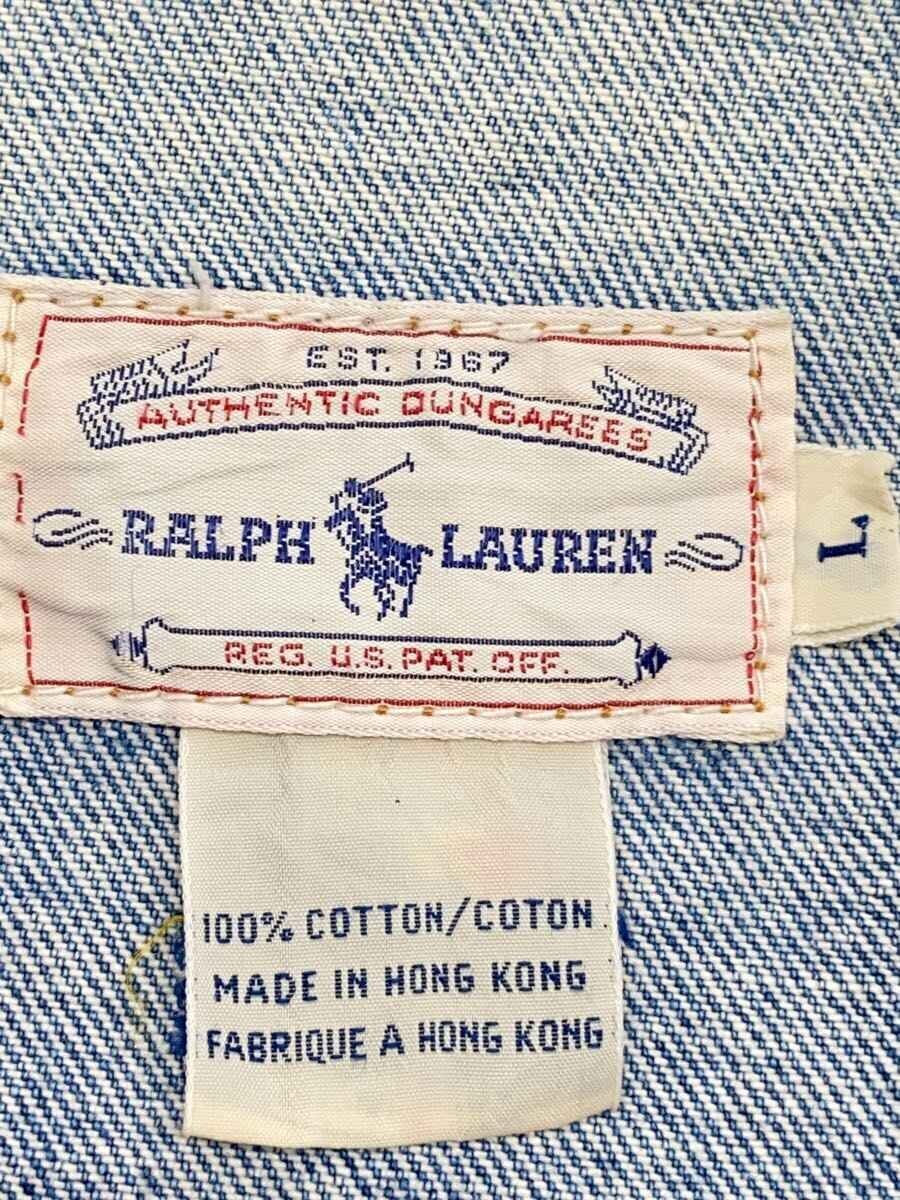 EST. 1967
AUTHENTIC DUNGAREES
RALPH LAUREN
L
REG. U.S. PAT. OFF.
100% COTTON/COTON
MADE IN HONG KONG
FABRIQUE A HONG KONG